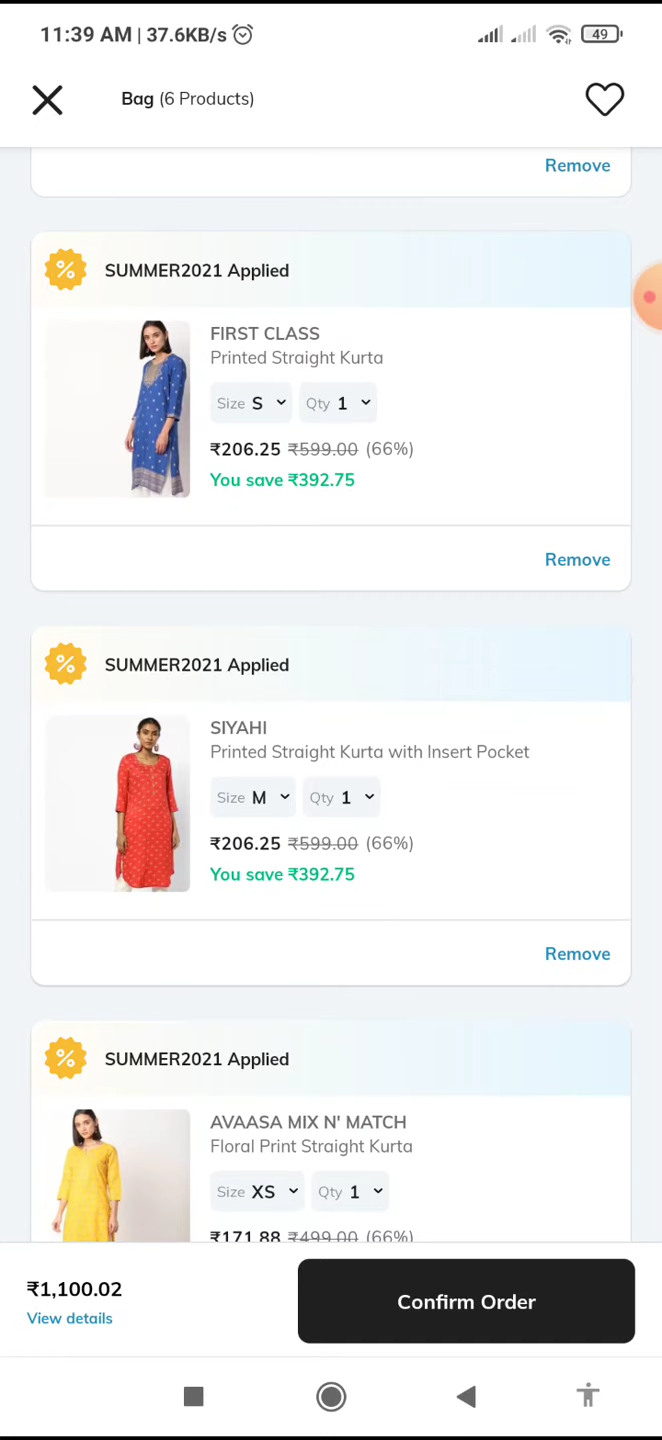 11:39 AM | 37.6KB/s
49
Bag (6 Products)
Remove
SUMMER2021 Applied
FIRST CLASS
Printed Straight Kurta
Size S Qty 1
₹206.25 ₹599.00 (66%)
You save ₹392.75
Remove
SUMMER2021 Applied
SIYAHI
Printed Straight Kurta with Insert Pocket
Size M Qty 1
₹206.25 ₹599.00 (66%)
You save ₹392.75
Remove
SUMMER2021 Applied
AVAASA MIX N' MATCH
Floral Print Straight Kurta
Size XS Qty 1
₹171.88 ₹499.00 (66%)
₹1,100.02
View details
Confirm Order